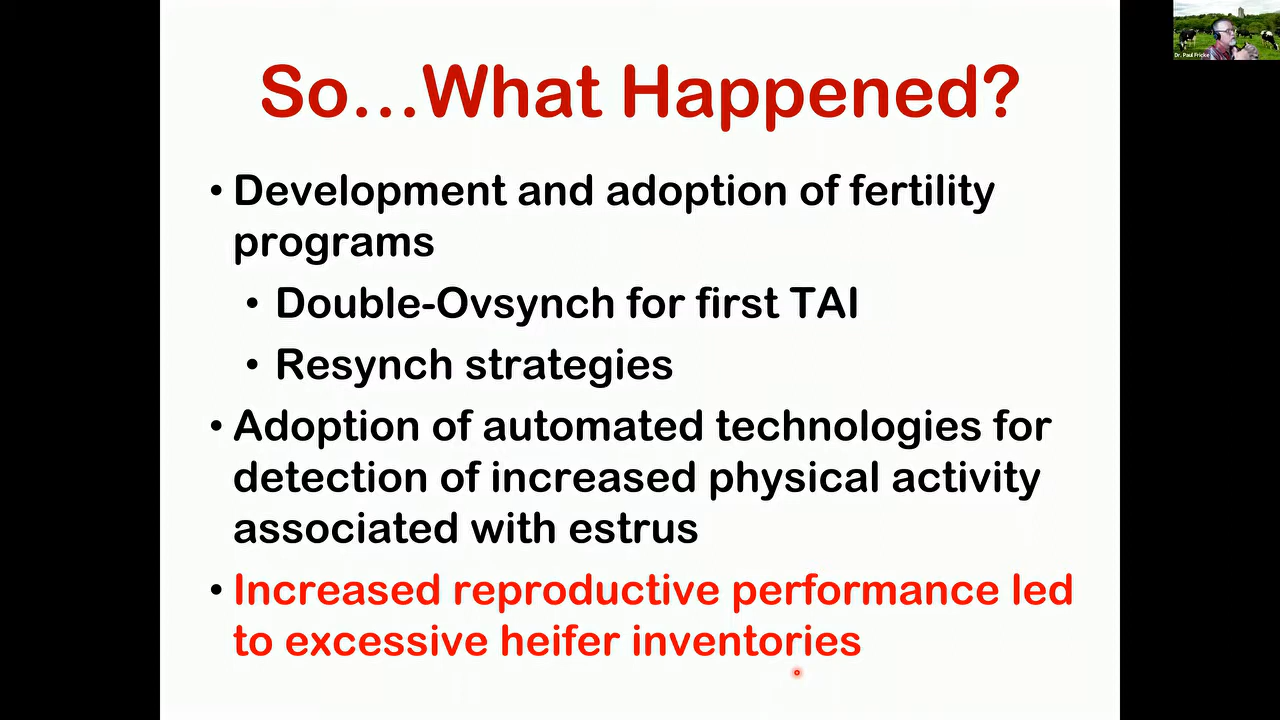 So...What Happened?
• Development and adoption of fertility
programs
• Double-Ovsynch for first TAI
• Resynch strategies
• Adoption of automated technologies for
detection of increased physical activity
associated with estrus
• Increased reproductive performance led
to excessive heifer inventories
Dr. Paul Fricke